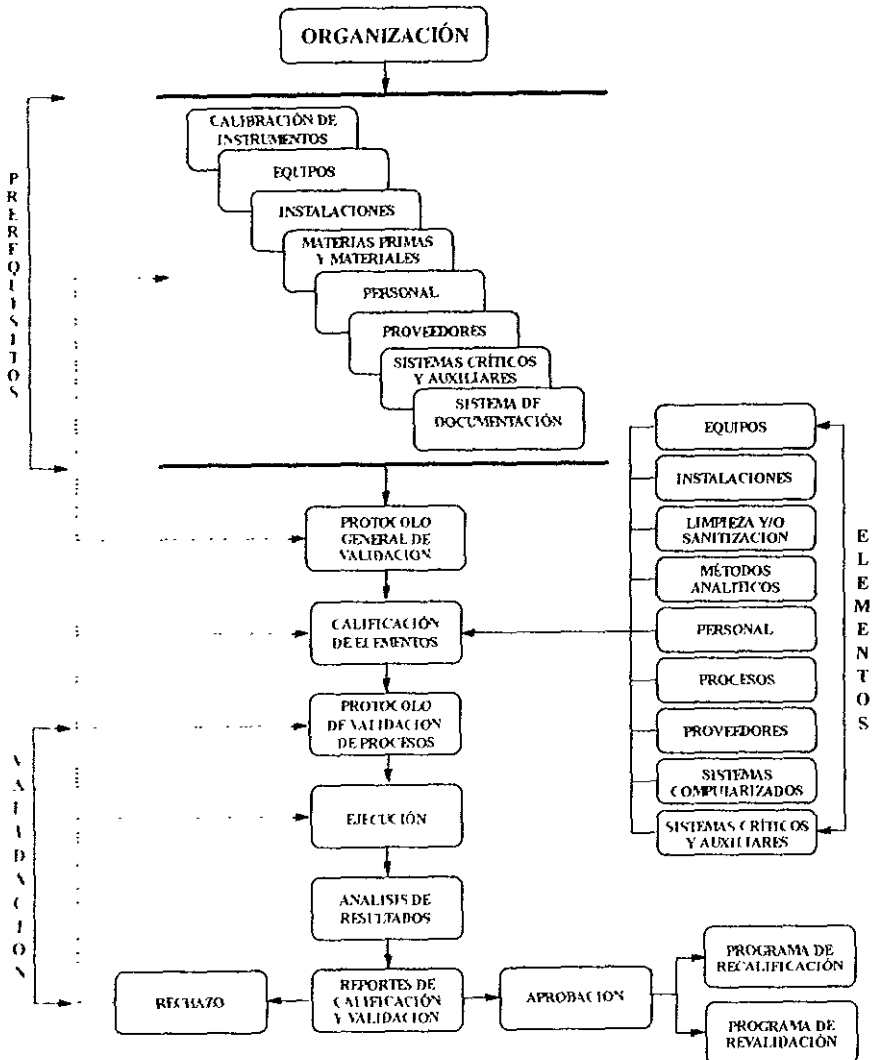 ORGANIZACIÓN
CALIBRACIÓN DE
INSTRUMENTOS
EQUIPOS
INSTALACIONES
MATERIAS PRIMAS
Y MATERIALES
PERSONAL
PROVEEDORES
SISTEMAS CRÍTICOS
Y AUXILIARES
SISTEMA DE
DOCUMENTACIÓN
PRERREQUISITOS
PROTOCOLO
GENERAL DE
VALIDACION
CALIFICACIÓN
DE ELEMENTOS
PROTOCOLO
DE VALIDACION
DE PROCESOS
EJECUCIÓN
ANALISIS DE
RESULTADOS
REPORTES DE
CALIFICACIÓN
Y VALIDACION
RECHAZO
APROBACION
PROGRAMA DE
RECALIFICACIÓN
PROGRAMA DE
REVALIDACIÓN
VALIDACION
EQUIPOS
INSTALACIONES
LIMPIEZA Y/O
SANITIZACION
MÉTODOS
ANALITICOS
PERSONAL
PROCESOS
PROVEEDORES
SISTEMAS
COMPUTARIZADOS
SISTEMAS CRÍTICOS
Y AUXILIARES
ELEMENTOS